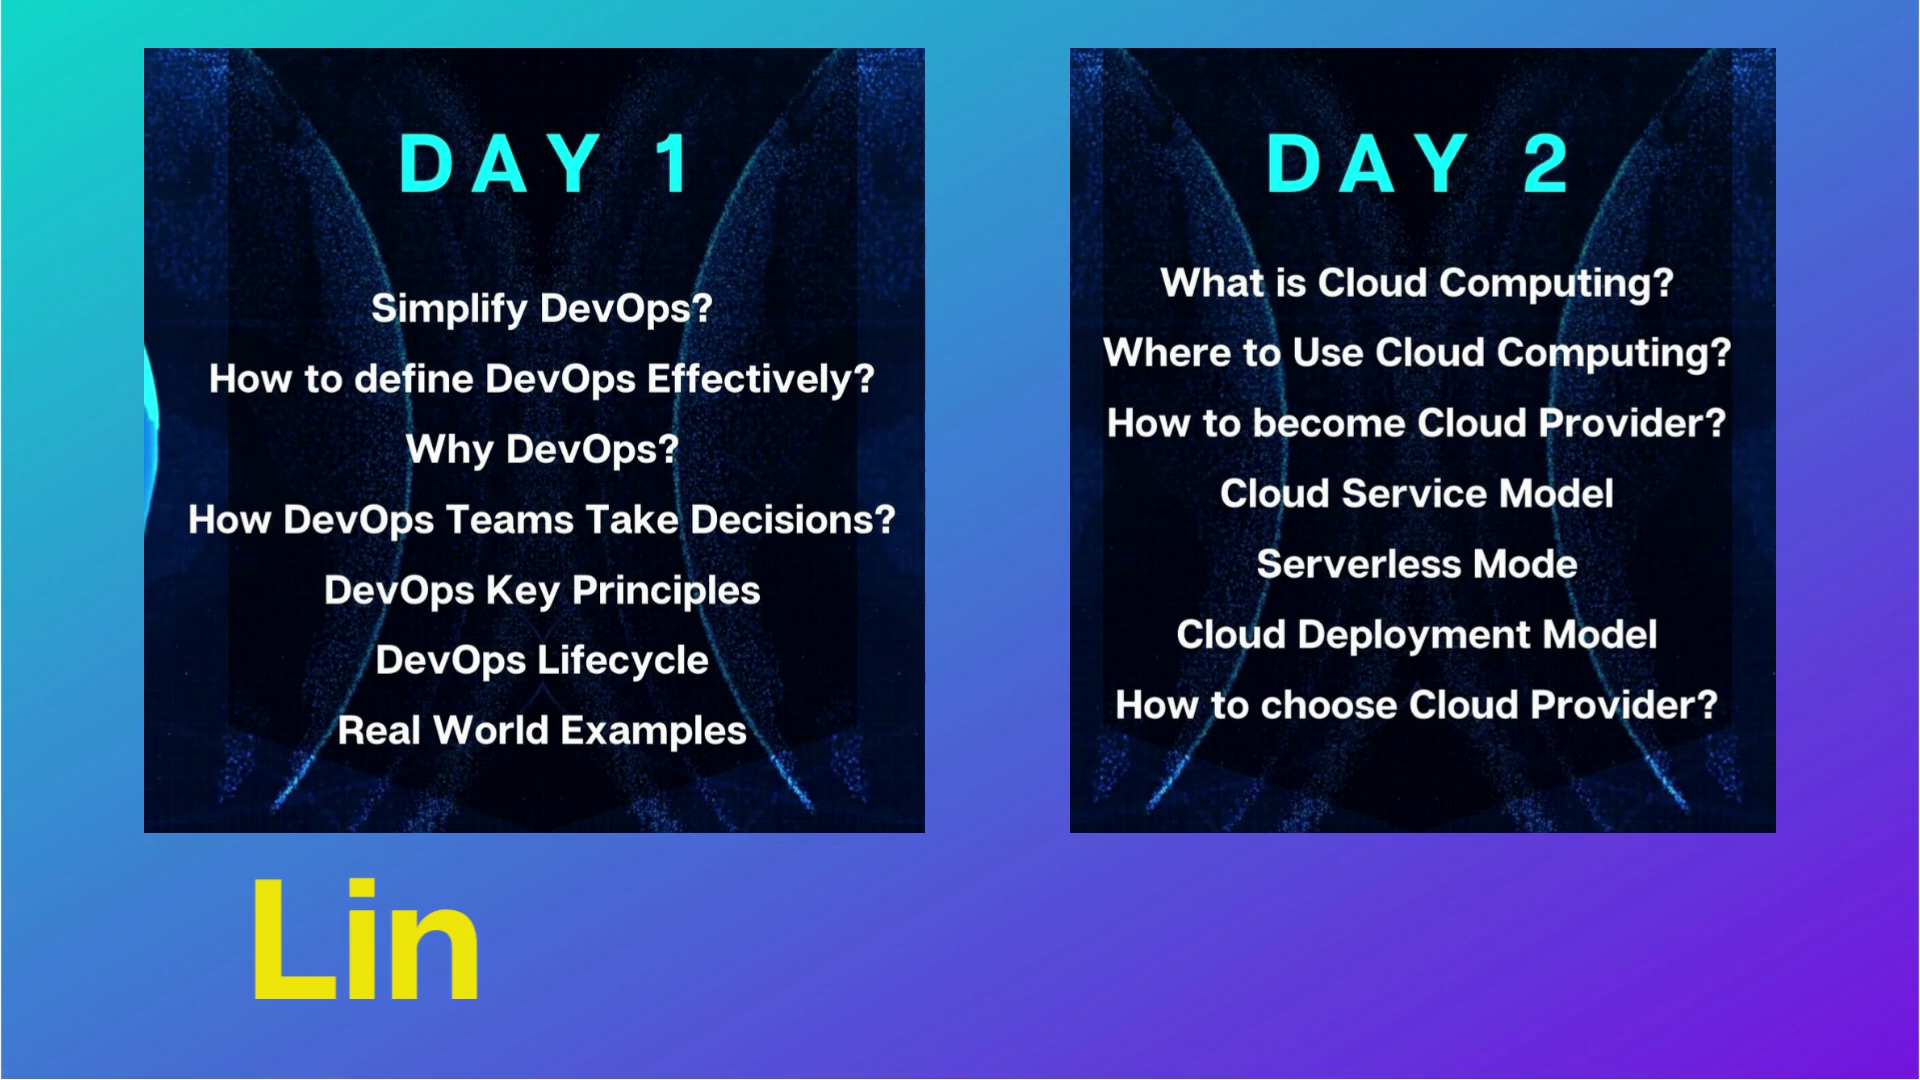 DAY 1
Simplify DevOps?
How to define DevOps Effectively?
Why DevOps?
How DevOps Teams Take Decisions?
DevOps Key Principles
DevOps Lifecycle
Real World Examples
DAY 2
What is Cloud Computing?
Where to Use Cloud Computing?
How to become Cloud Provider?
Cloud Service Model
Serverless Mode
Cloud Deployment Model
How to choose Cloud Provider?
Lin